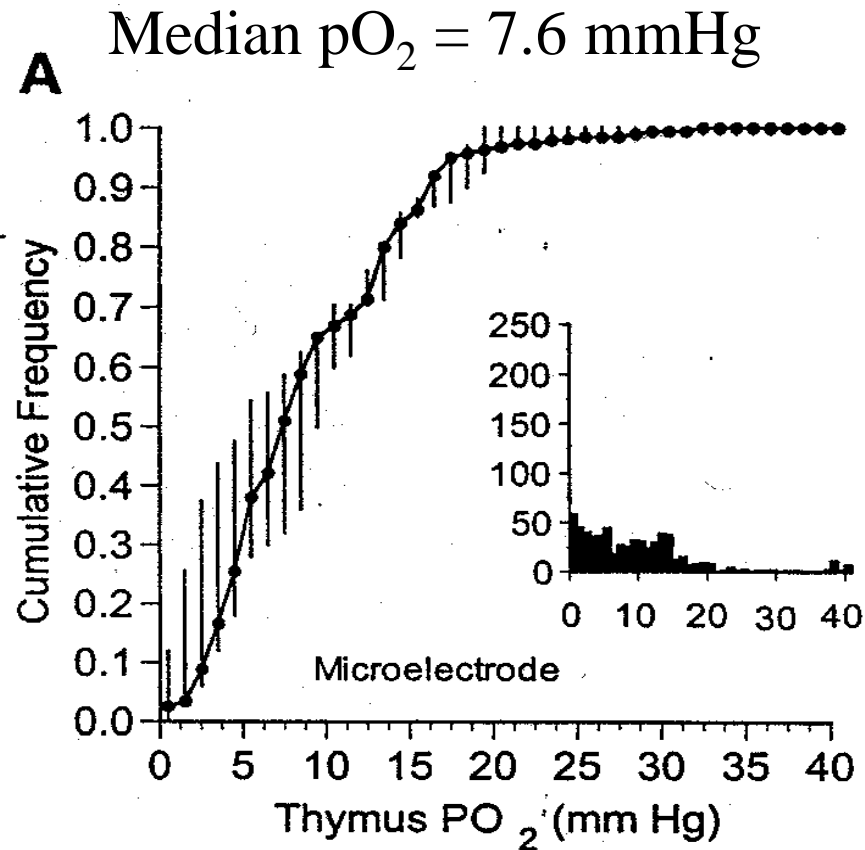 Median pO2 = 7.6 mmHg
A
Cumulative Frequency
1.0
0.9
0.8
0.7
0.6
0.5
0.4
0.3
0.2
0.1
0.0
0 5 10 15 20 25 30 35 40
Thymus PO2 (mm Hg)
Microelectrode
250
200
150
100
50
0
0 10 20 30 40